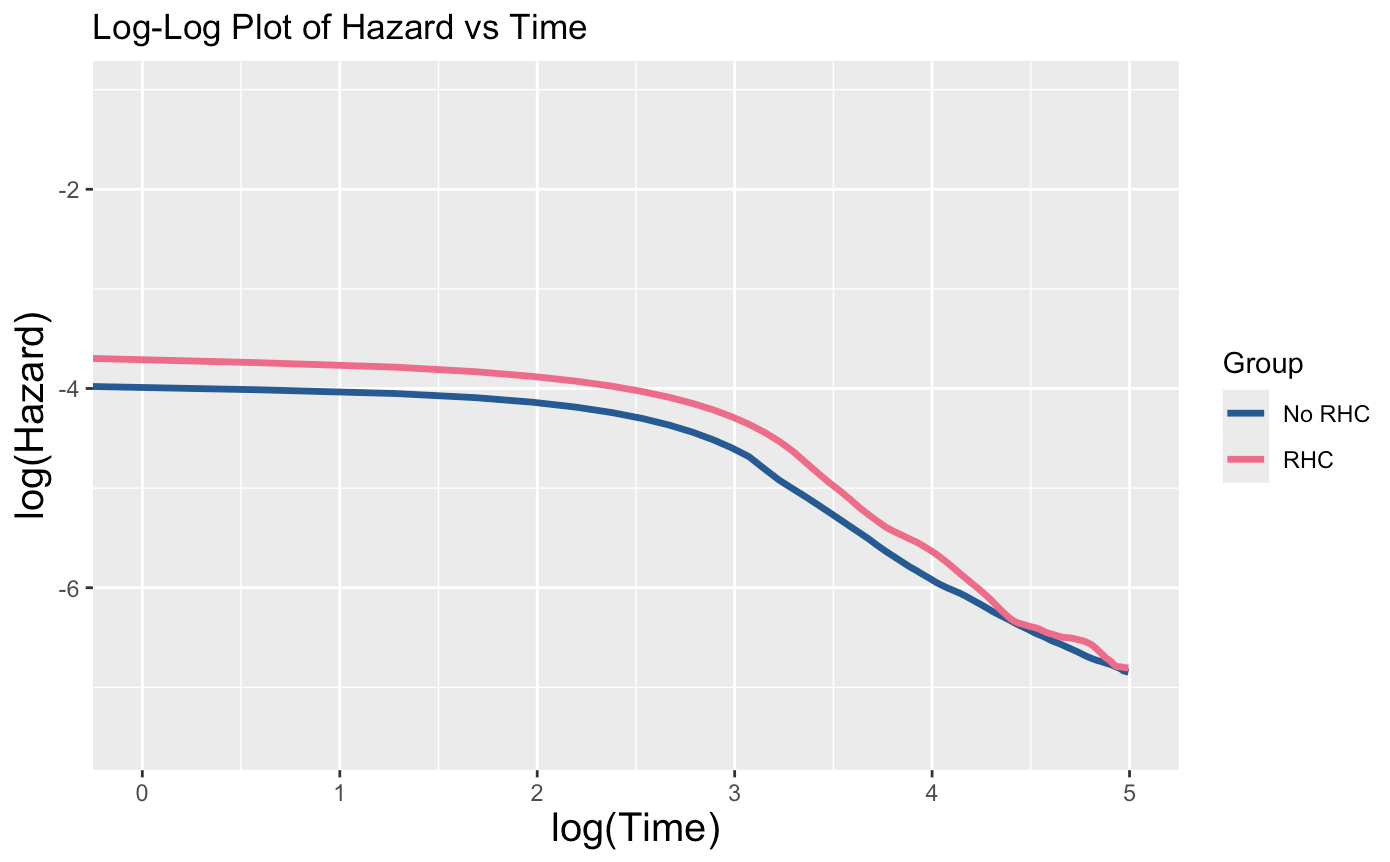 Log-Log Plot of Hazard vs Time
log(Hazard)
-2
-4
-6
0 1 2 3 4 5
log(Time)
Group
No RHC
RHC